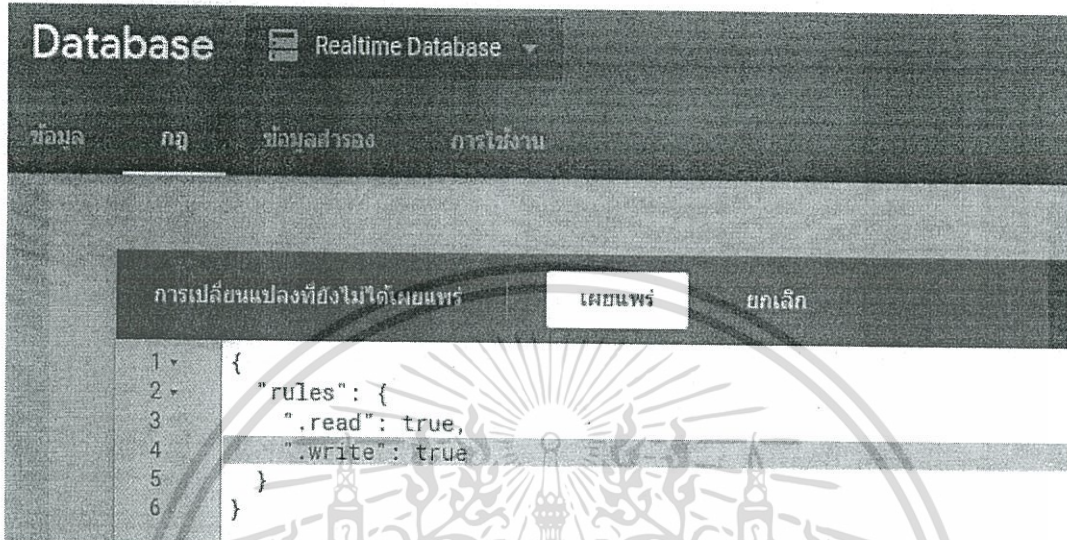 Database Realtime Database
ข้อมูล กฎ ข้อมูลสำรอง การใช้งาน
การเปลี่ยนแปลงที่ยังไม่ได้เผยแพร่ เผยแพร่ ยกเลิก
1 {
2 "rules": {
3 ".read": true,
4 ".write": true
5 }
6 }